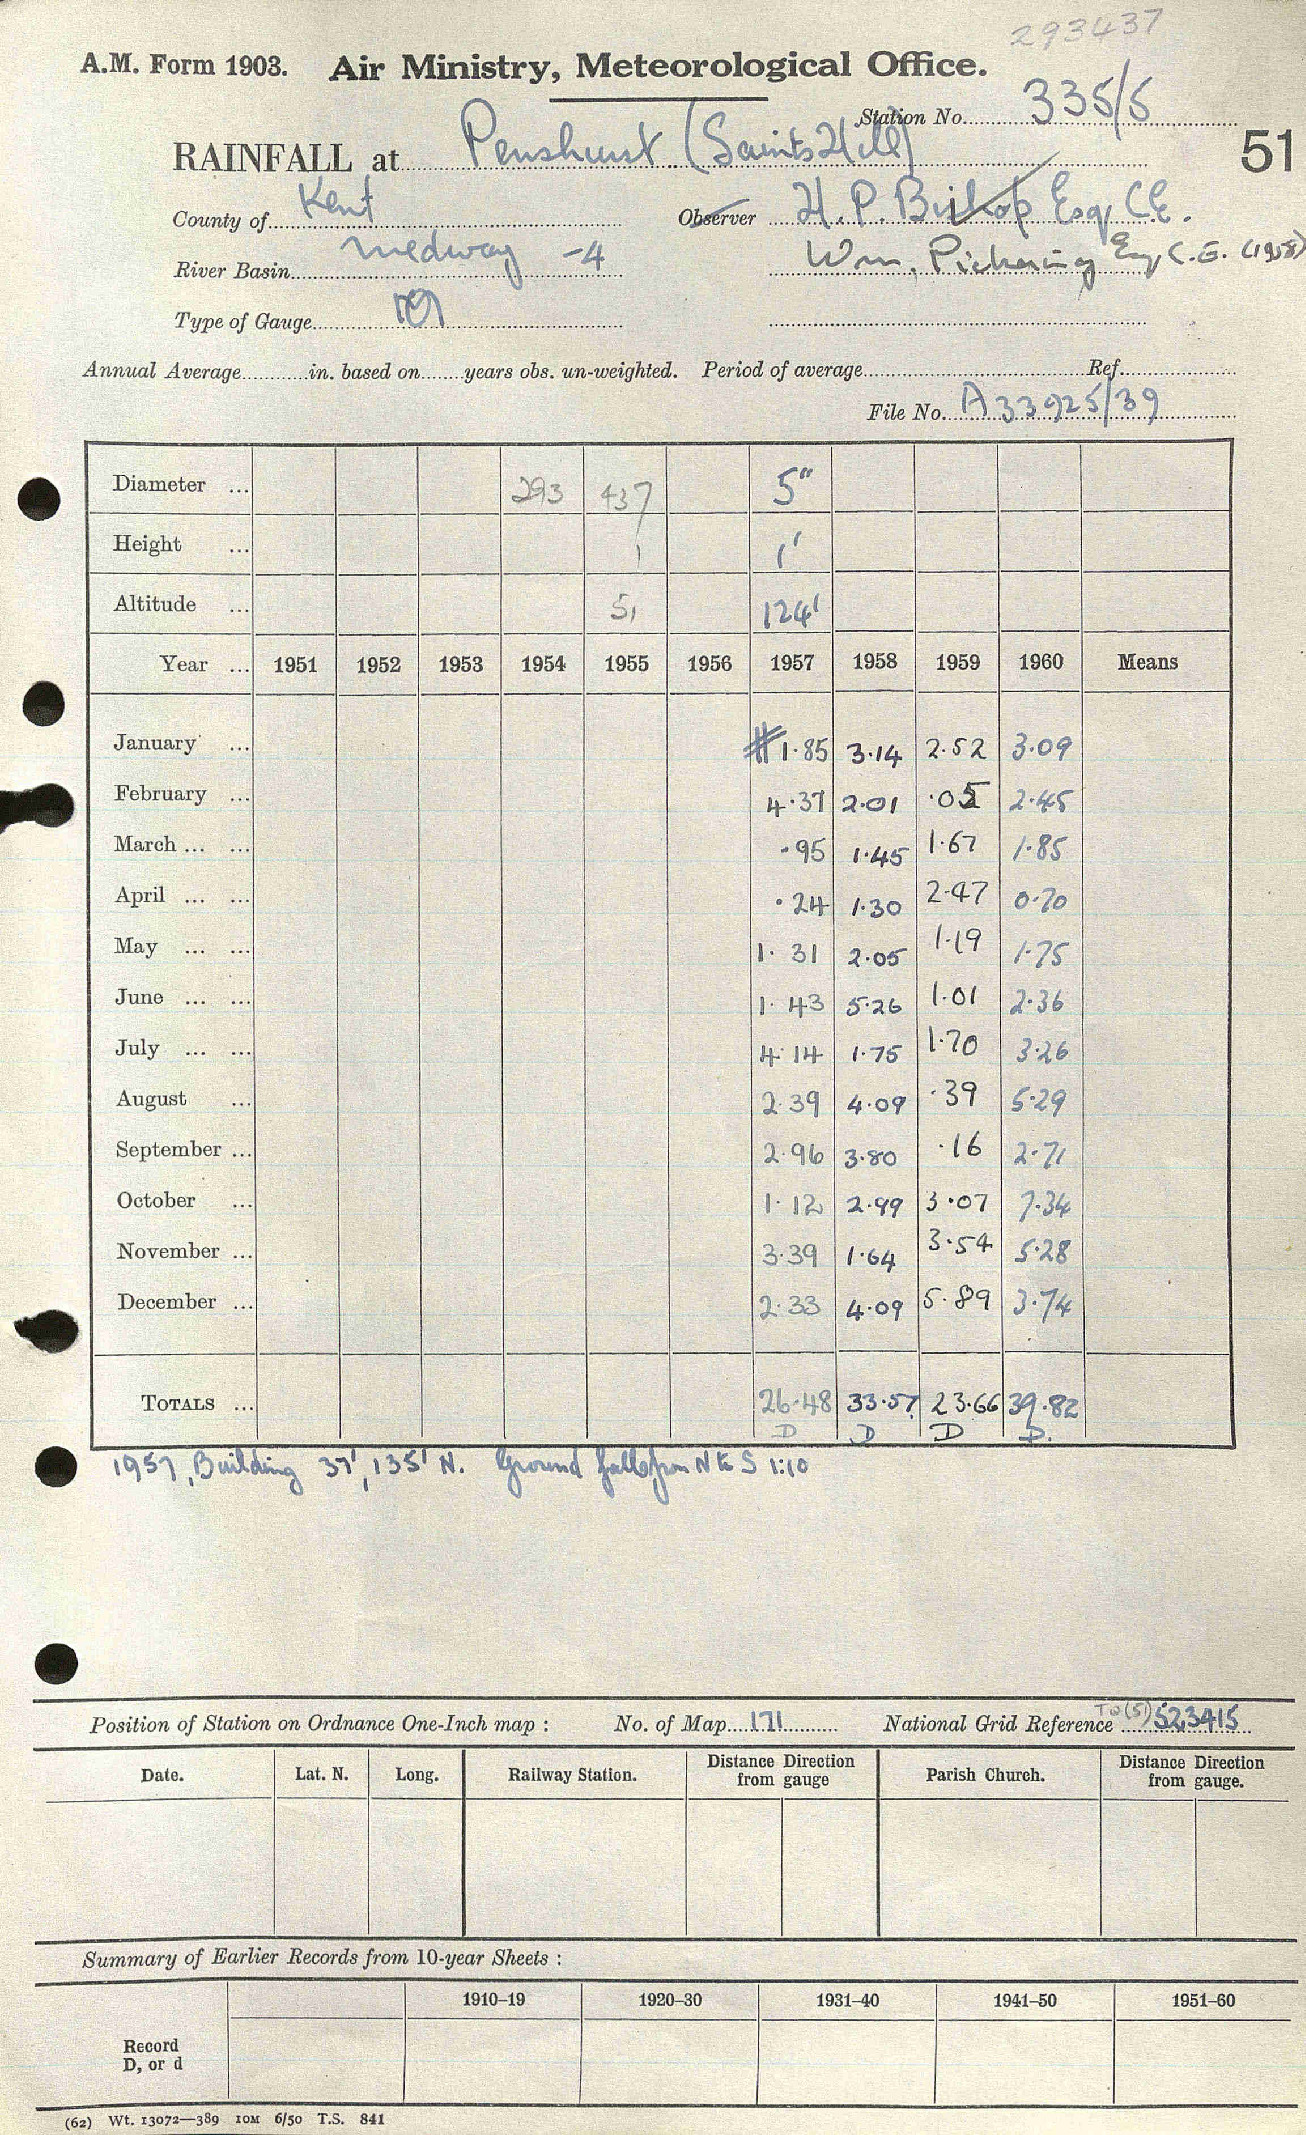 293437
A.M. Form 1903. Air Ministry, Meteorological Office.
Station No. 335/5
RAINFALL at Penshurst (Saints Hill)
51
County of Kent
Observer H. P. Bishop Esq, C.E.
River Basin Medway -4
Wm. Pickering Esq, C.E. (1958)
Type of Gauge
Annual Average in. based on years obs. un-weighted. Period of average Ref.
File No. A33925/39
Diameter ... 293 437 5"
Height ... 1 1'
Altitude ... 51 124'
Year ... 1951 1952 1953 1954 1955 1956 1957 1958 1959 1960 Means
January ... # 1.85 3.14 2.52 3.09
February ... 4.37 2.01 .05 2.45
March ... ... .95 1.45 1.67 1.85
April ... ... .24 1.30 2.47 0.70
May ... ... 1.31 2.05 1.19 1.75
June ... ... 1.43 5.26 1.01 2.36
July ... ... 4.14 1.75 1.70 3.26
August ... 2.39 4.09 .39 5.29
September ... 2.96 3.80 .16 2.71
October ... 1.12 2.99 3.07 7.34
November ... 3.39 1.64 3.54 5.28
December ... 2.33 4.09 5.89 3.74
TOTALS ... 26.48 33.57 23.66 39.82
D D D D.
1957, Building 37', 135' N. Ground falls from N to S 1:10
Position of Station on Ordnance One-Inch map : No. of Map 171 National Grid Reference TQ(51) 523415
Date. Lat. N. Long. Railway Station. Distance Direction from gauge Parish Church. Distance Direction from gauge.
Summary of Earlier Records from 10-year Sheets :
1910–19 1920–30 1931–40 1941–50 1951–60
Record
D, or d
(62) Wt. 13072—389 10M 6/50 T.S. 841